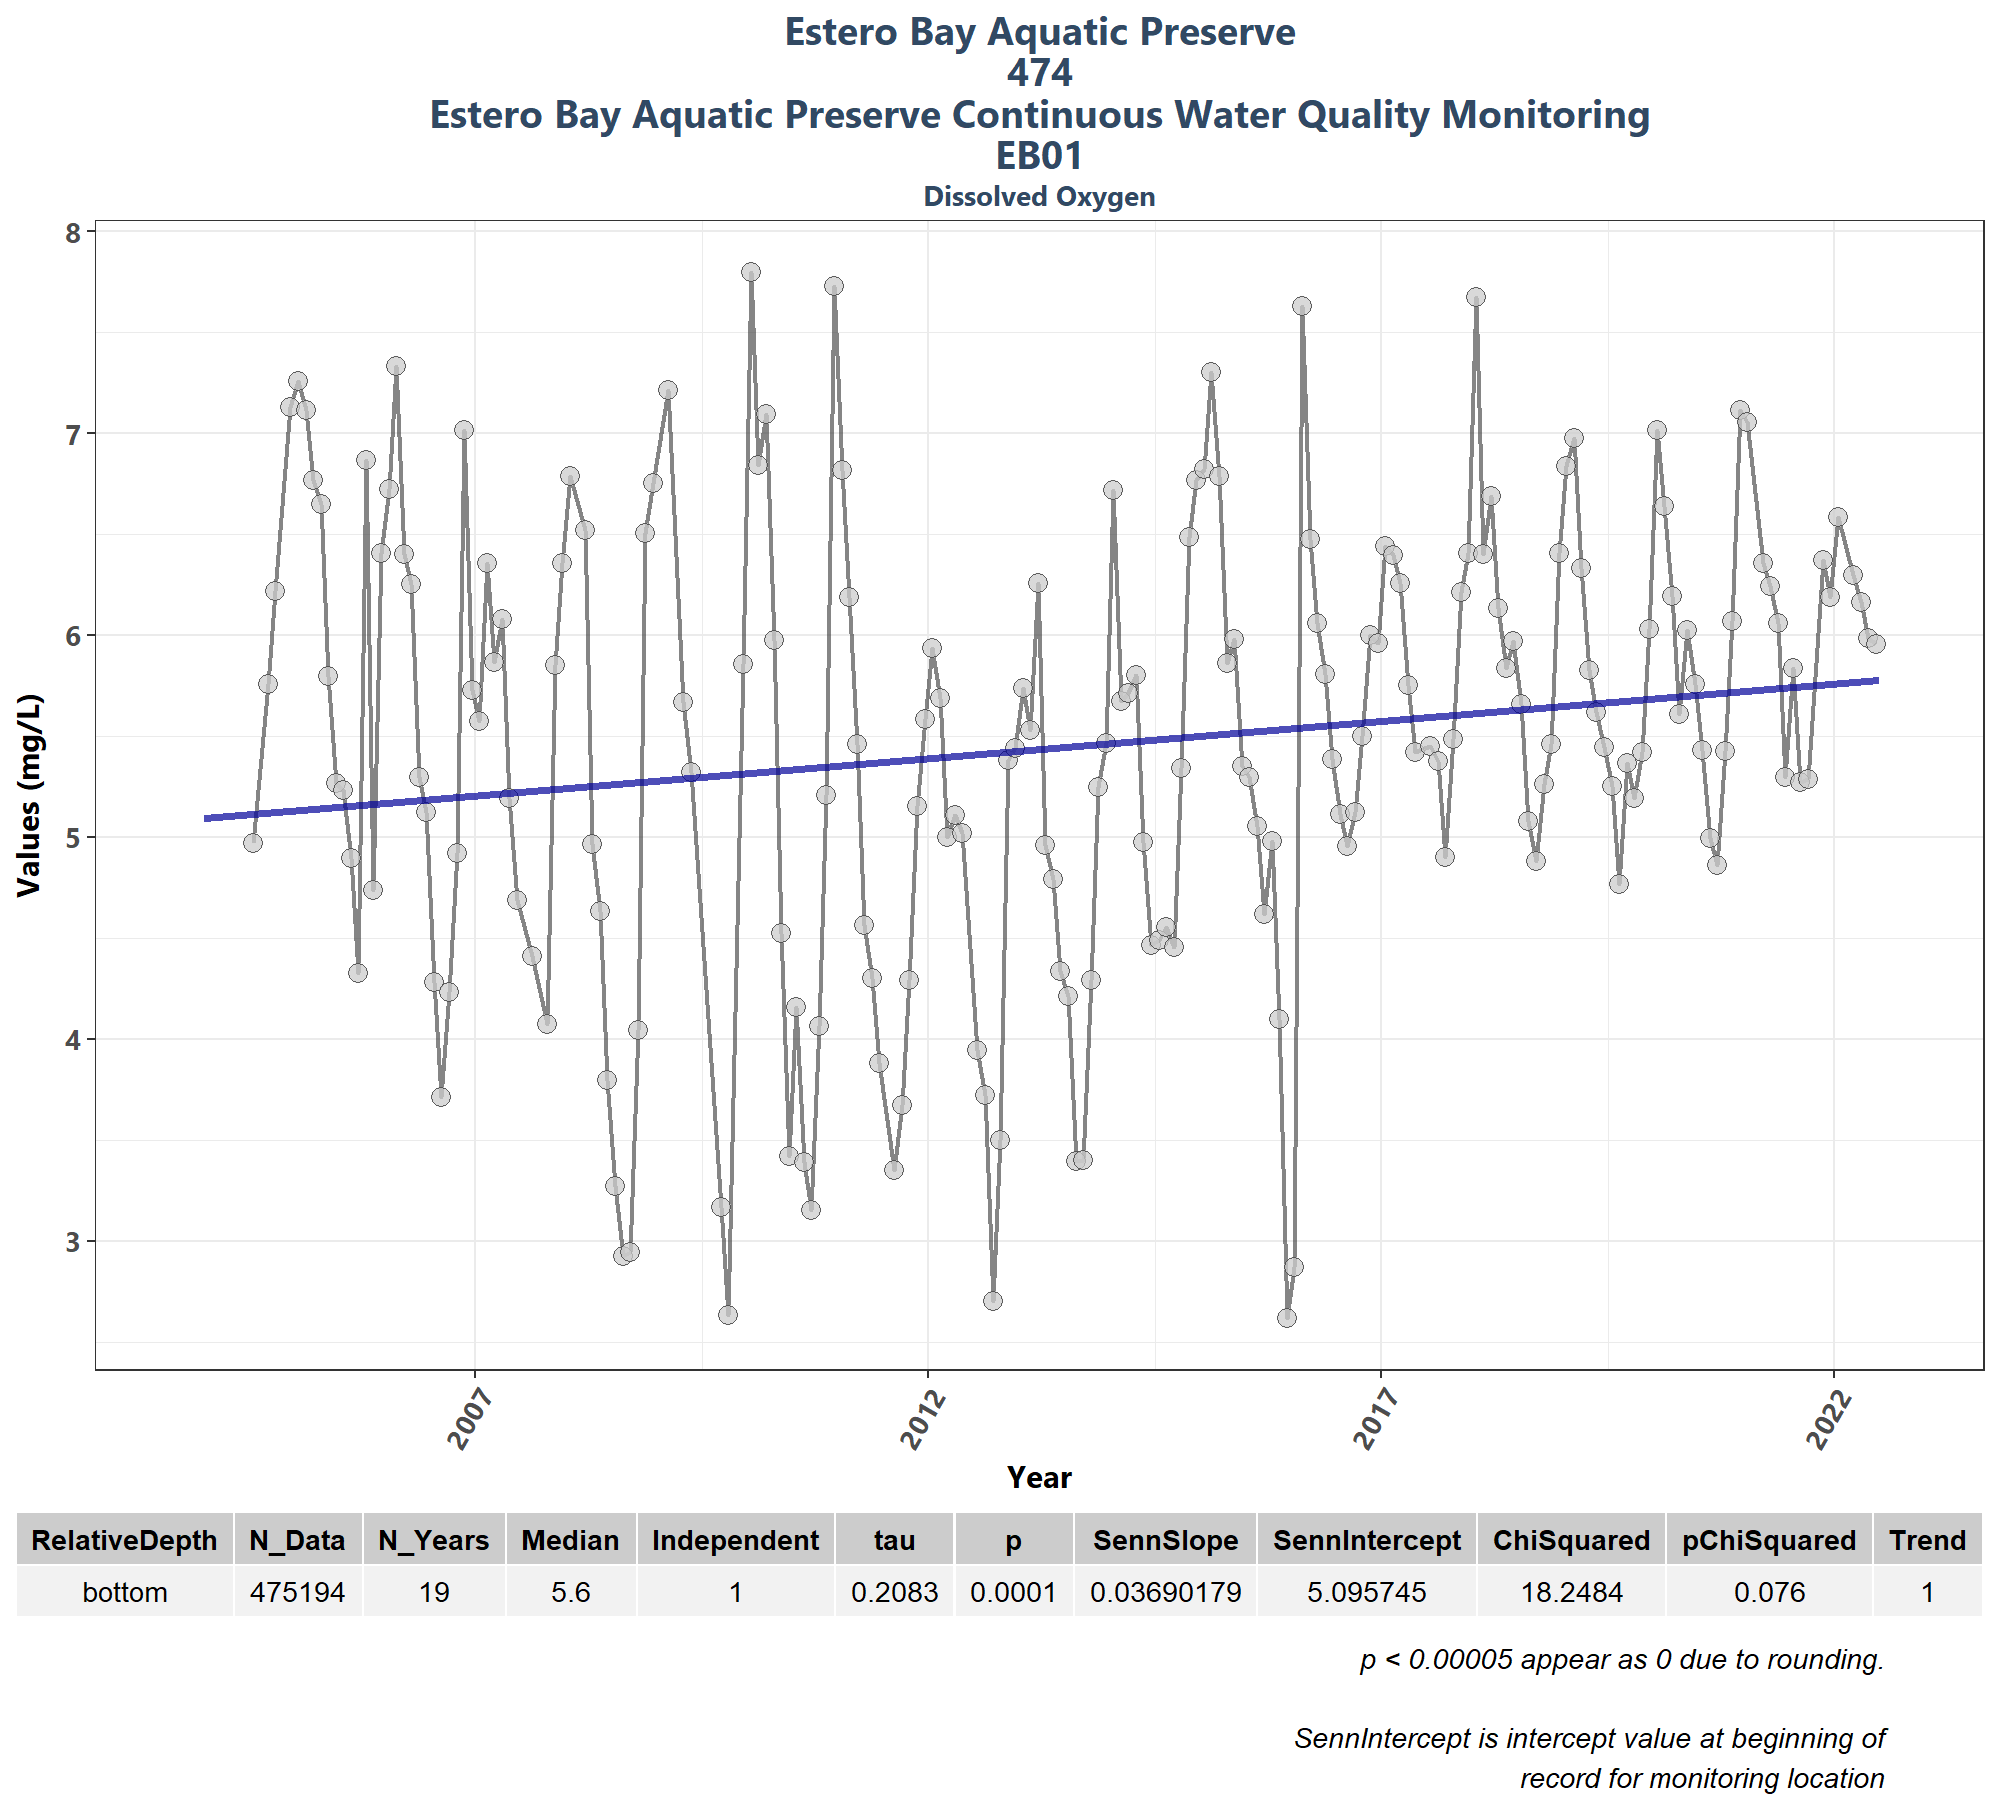 Estero Bay Aquatic Preserve
474
Estero Bay Aquatic Preserve Continuous Water Quality Monitoring
EB01
Dissolved Oxygen
8
7
6
5
4
3
Values (mg/L)
2007 2012 2017 2022
Year
RelativeDepth N_Data N_Years Median Independent tau p SennSlope SennIntercept ChiSquared pChiSquared Trend
bottom 475194 19 5.6 1 0.2083 0.0001 0.03690179 5.095745 18.2484 0.076 1
p < 0.00005 appear as 0 due to rounding.
SennIntercept is intercept value at beginning of
record for monitoring location